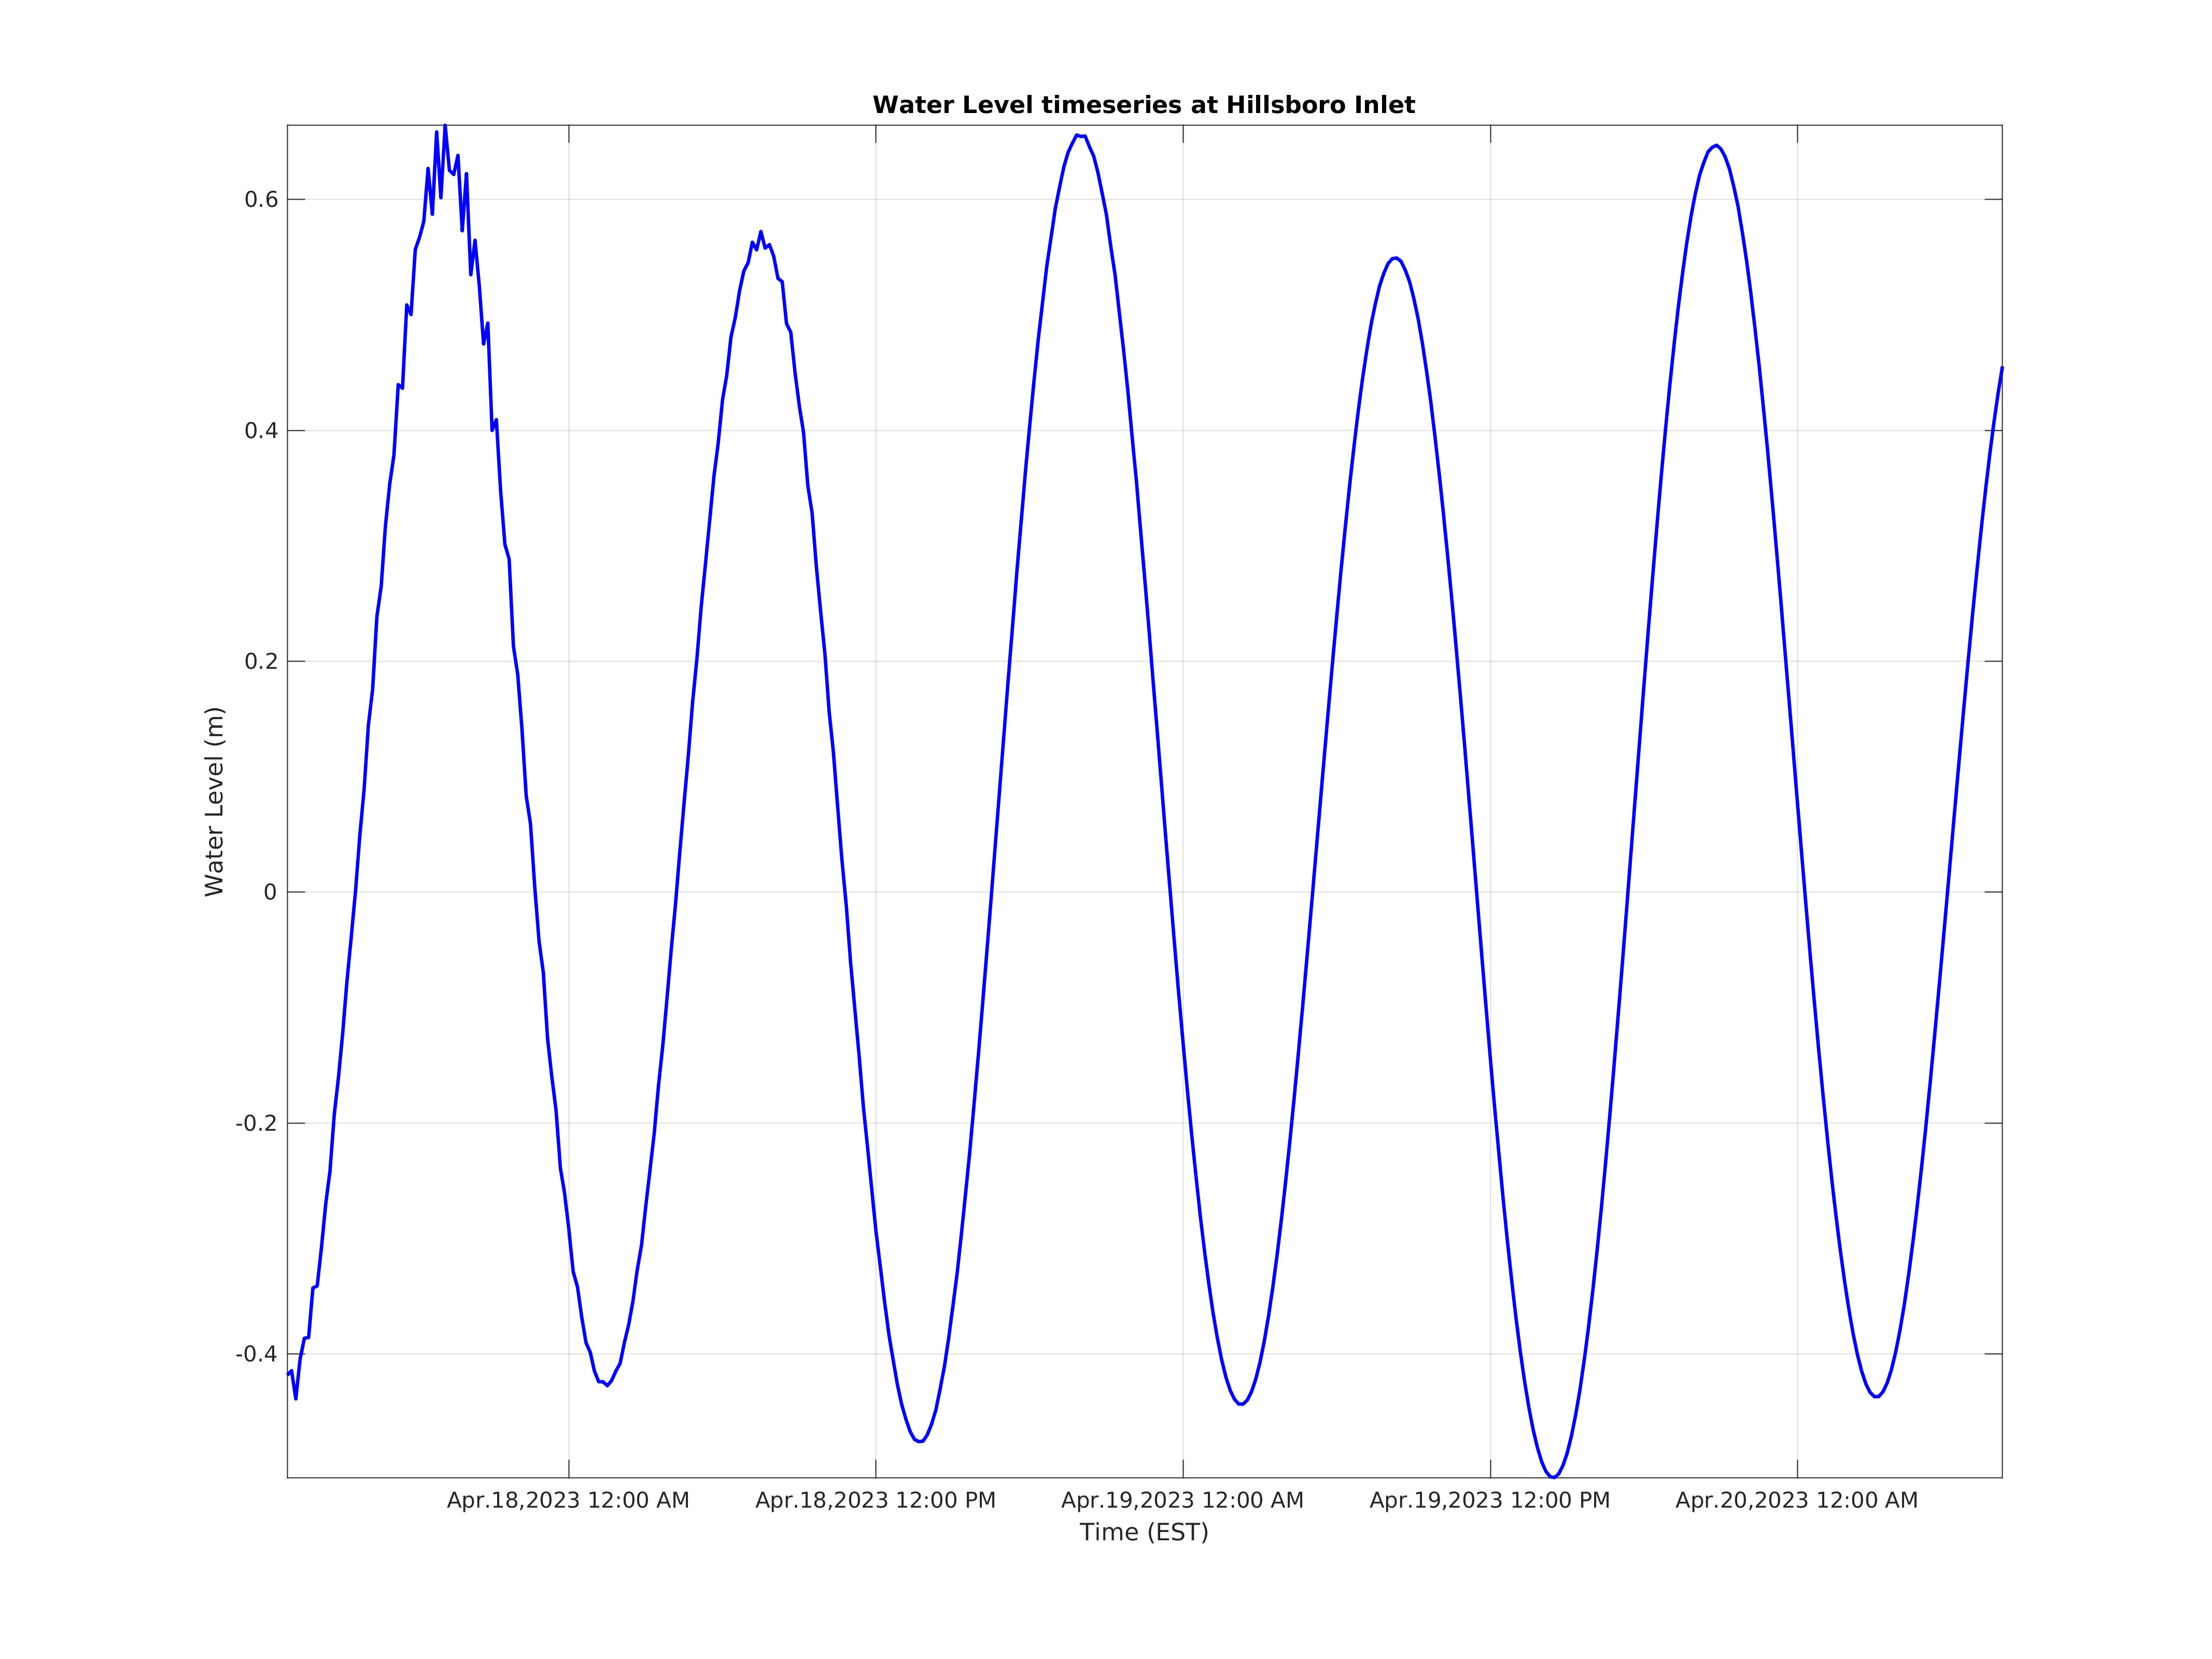 Water Level timeseries at Hillsboro Inlet
0.6
0.4
0.2
0
-0.2
-0.4
Water Level (m)
Apr.18,2023 12:00 AM
Apr.18,2023 12:00 PM
Apr.19,2023 12:00 AM
Apr.19,2023 12:00 PM
Apr.20,2023 12:00 AM
Time (EST)